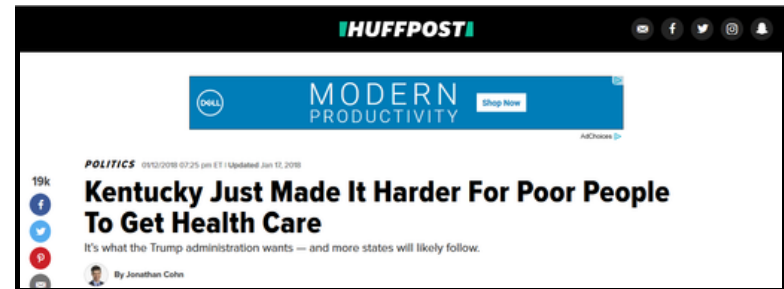 HUFFPOST
DELL
MODERN
PRODUCTIVITY
Shop Now
AdChoices
POLITICS 01/12/2018 07:25 pm ET | Updated Jan 17, 2018
19k
Kentucky Just Made It Harder For Poor People
To Get Health Care
It's what the Trump administration wants — and more states will likely follow.
By Jonathan Cohn